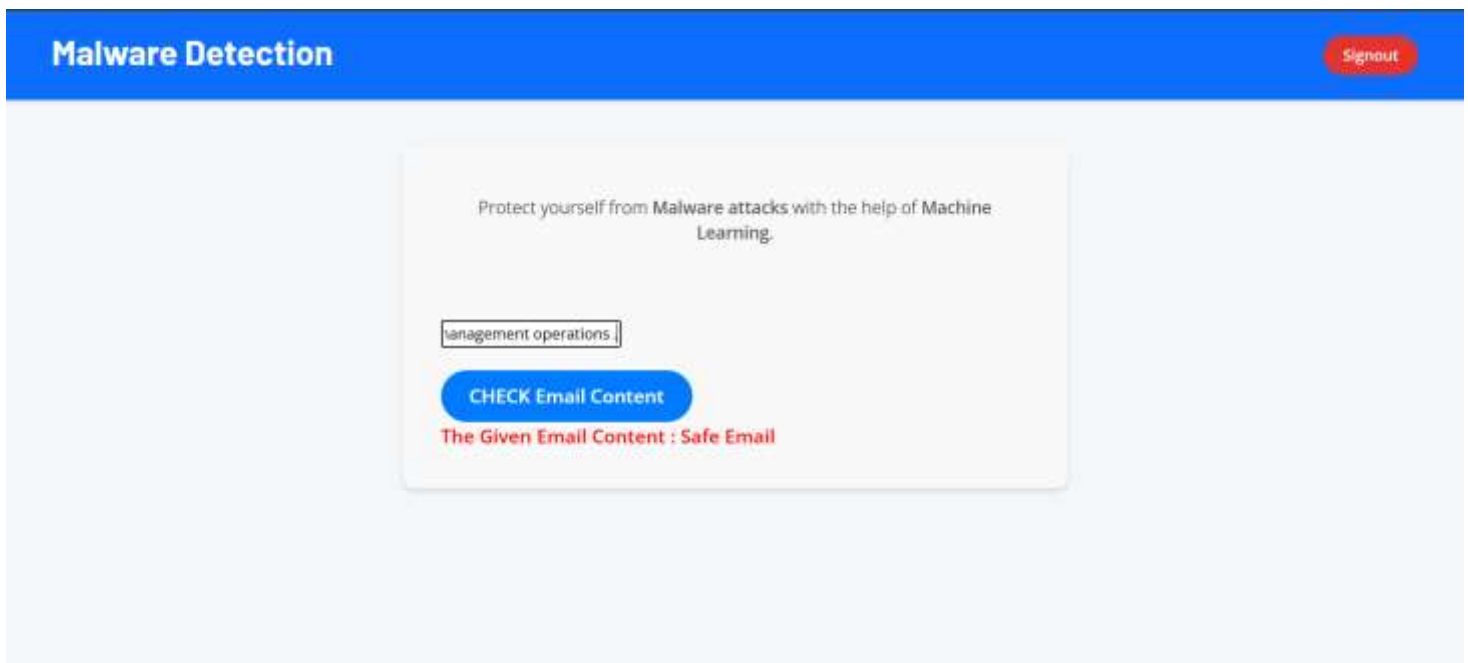 Malware Detection
Signout
Protect yourself from Malware attacks with the help of Machine
Learning.
operations .
CHECK Email Content
The Given Email Content : Safe Email